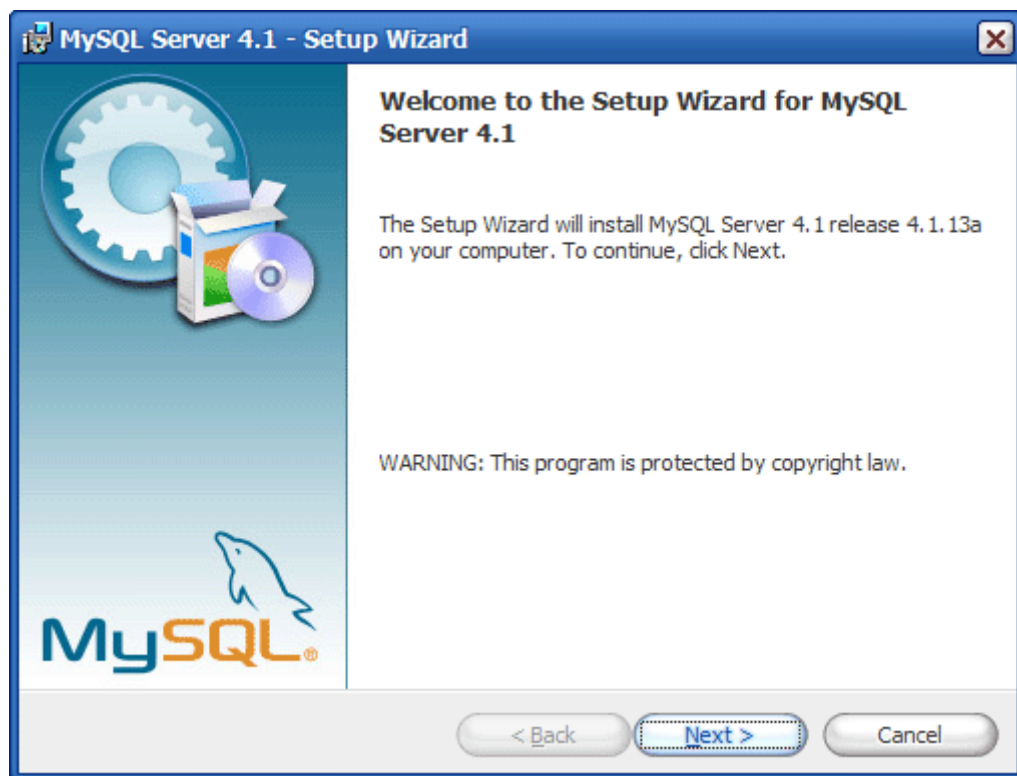 MySQL Server 4.1 - Setup Wizard
Welcome to the Setup Wizard for MySQL
Server 4.1
The Setup Wizard will install MySQL Server 4.1 release 4.1.13a
on your computer. To continue, click Next.
WARNING: This program is protected by copyright law.
MySQL®
< Back Next > Cancel